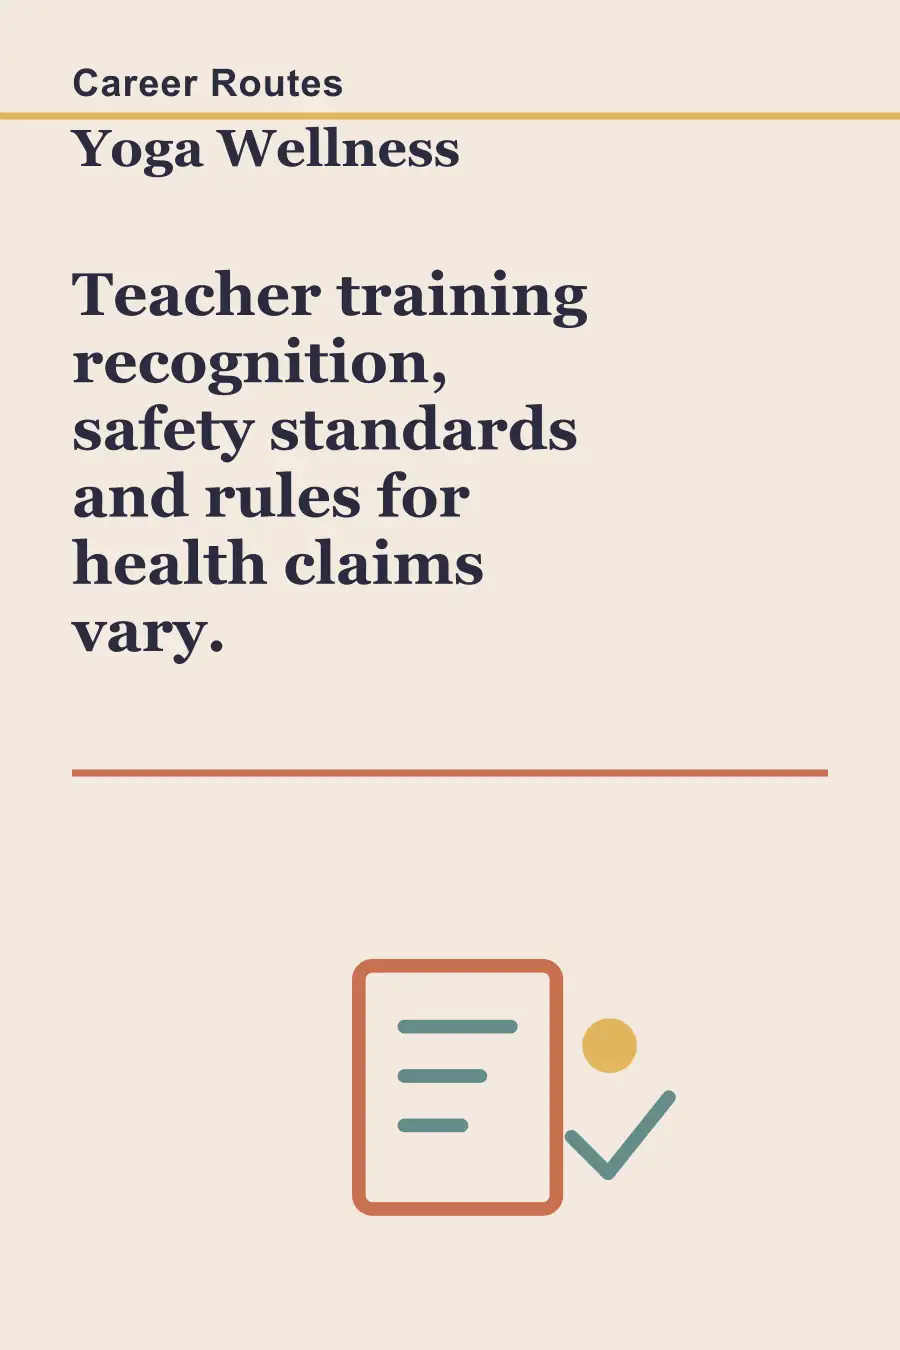 Career Routes
Yoga Wellness
Teacher training
recognition,
safety standards
and rules for
health claims
vary.